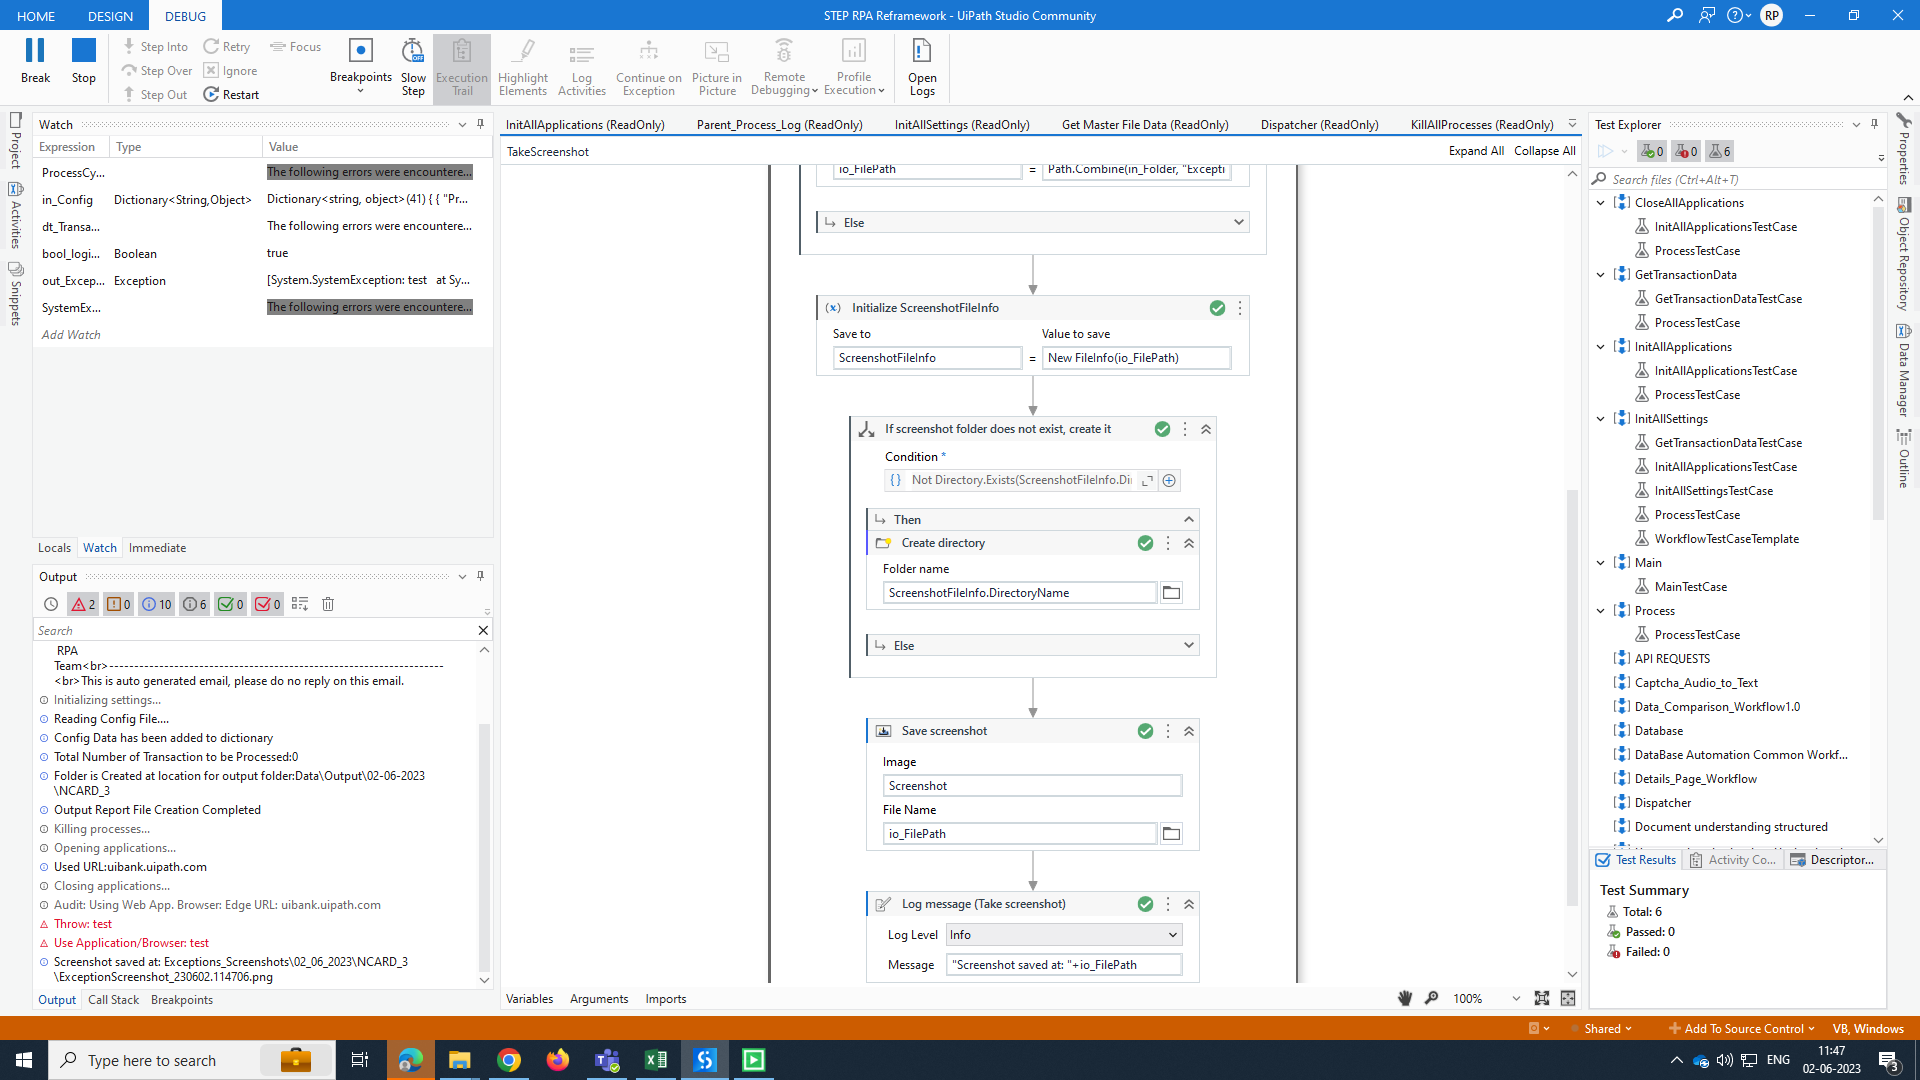 HOME DESIGN DEBUG
STEP RPA Reframework - UiPath Studio Community
RP
Break
Stop
Step Into
Step Over
Step Out
Retry
Ignore
Restart
Focus
Breakpoints
Slow Step
Execution Trail
Highlight Elements
Log Activities
Continue on Exception
Picture in Picture
Remote Debugging
Profile Execution
Open Logs
Project
Activities
Snippets
Watch
Expression Type Value
ProcessCy... The following errors were encountere...
in_Config Dictionary<String,Object> Dictionary<string, object>(41) { { "Pr...
dt_Transa... The following errors were encountere...
bool_logi... Boolean true
out_Excep... Exception [System.SystemException: test at Sy...
SystemEx... The following errors were encountere...
Add Watch
Locals Watch Immediate
Output
2 0 10 6 0 0
Search
RPA
Team<br>-------------------------------------------------------------------
<br>This is auto generated email, please do no reply on this email.
Initializing settings...
Reading Config File....
Config Data has been added to dictionary
Total Number of Transaction to be Processed:0
Folder is Created at location for output folder:Data\Output\02-06-2023
\NCARD_3
Output Report File Creation Completed
Killing processes...
Opening applications...
Used URL:uibank.uipath.com
Closing applications...
Audit: Using Web App. Browser: Edge URL: uibank.uipath.com
Throw: test
Use Application/Browser: test
Screenshot saved at: Exceptions_Screenshots\02_06_2023\NCARD_3
\ExceptionScreenshot_230602.114706.png
Output Call Stack Breakpoints
InitAllApplications (ReadOnly) Parent_Process_Log (ReadOnly) InitAllSettings (ReadOnly) Get Master File Data (ReadOnly) Dispatcher (ReadOnly) KillAllProcesses (ReadOnly)
TakeScreenshot
Expand All Collapse All
io_FilePath = Path.Combine(in_Folder, "Excepti
Else
Initialize ScreenshotFileInfo
Save to Value to save
ScreenshotFileInfo = New FileInfo(io_FilePath)
If screenshot folder does not exist, create it
Condition *
Not Directory.Exists(ScreenshotFileInfo.Dir
Then
Create directory
Folder name
ScreenshotFileInfo.DirectoryName
Else
Save screenshot
Image
Screenshot
File Name
io_FilePath
Log message (Take screenshot)
Log Level Info
Message "Screenshot saved at: "+io_FilePath
Variables Arguments Imports
100%
Test Explorer
0 0 6
Search files (Ctrl+Alt+T)
CloseAllApplications
InitAllApplicationsTestCase
ProcessTestCase
GetTransactionData
GetTransactionDataTestCase
ProcessTestCase
InitAllApplications
InitAllApplicationsTestCase
ProcessTestCase
InitAllSettings
GetTransactionDataTestCase
InitAllApplicationsTestCase
InitAllSettingsTestCase
ProcessTestCase
WorkflowTestCaseTemplate
Main
MainTestCase
Process
ProcessTestCase
API REQUESTS
Captcha_Audio_to_Text
Data_Comparison_Workflow1.0
Database
DataBase Automation Common Workf...
Details_Page_Workflow
Dispatcher
Document understanding structured
Test Results Activity Co... Descriptor...
Test Summary
Total: 6
Passed: 0
Failed: 0
Properties
Object Repository
Data Manager
Outline
Shared Add To Source Control VB, Windows
Type here to search
ENG
11:47
02-06-2023
3